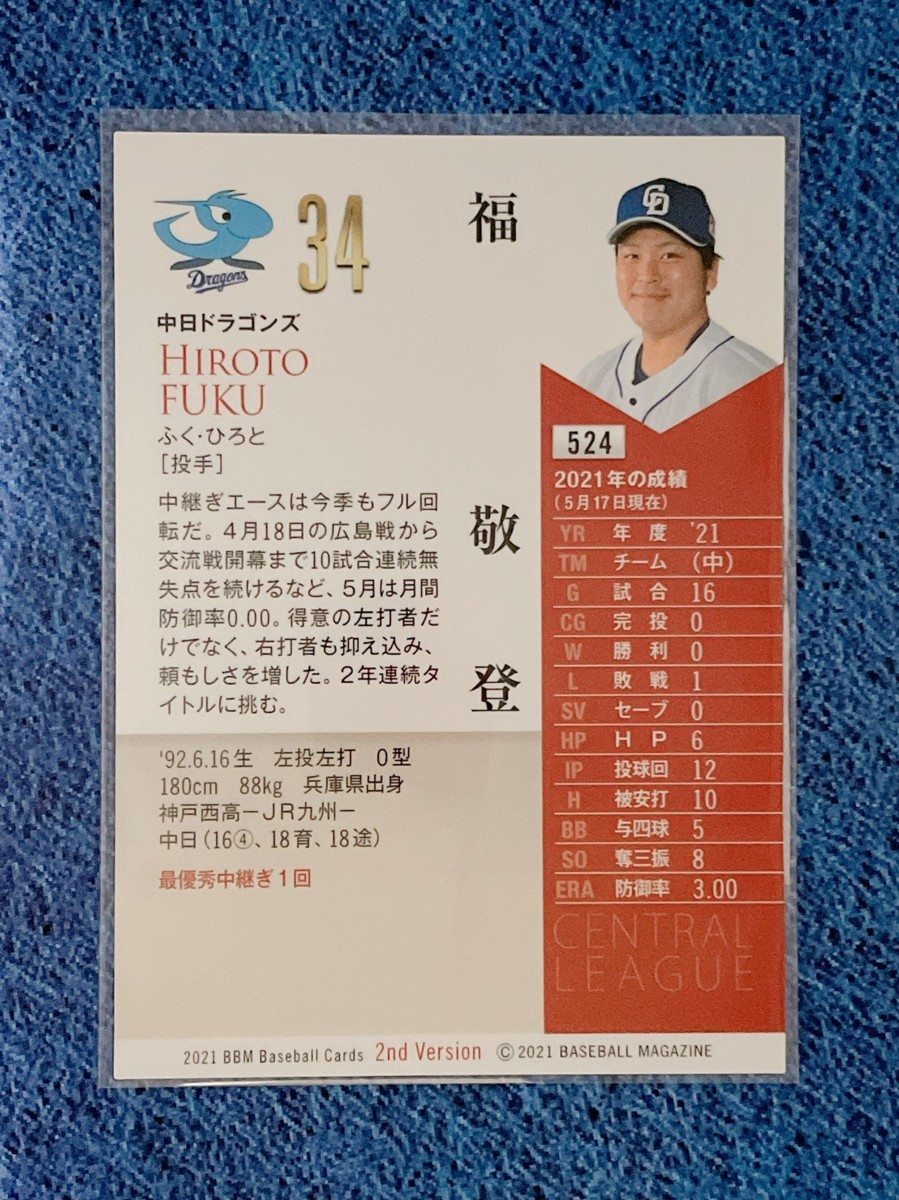 Dragons
34
中日ドラゴンズ
HIROTO
FUKU
ふく・ひろと
[投手]
福敬登
CD
中継ぎエースは今季もフル回
転だ。4月18日の広島戦から
交流戦開幕まで10試合連続無
失点を続けるなど、5月は月間
防御率0.00。得意の左打者だ
けでなく、右打者も抑え込み、
頼もしさを増した。2年連続タ
イトルに挑む。
'92.6.16生 左投左打 O型
180cm 88kg 兵庫県出身
神戸西高－JR九州－
中日(16④、18育、18途)
最優秀中継ぎ1回
524
2021年の成績
(5月17日現在)
YR 年度 '21
TM チーム (中)
G 試合 16
CG 完投 0
W 勝利 0
L 敗戦 1
SV セーブ 0
HP HP 6
IP 投球回 12
H 被安打 10
BB 与四球 5
SO 奪三振 8
ERA 防御率 3.00
CENTRAL
LEAGUE
2021 BBM Baseball Cards 2nd Version ©2021 BASEBALL MAGAZINE